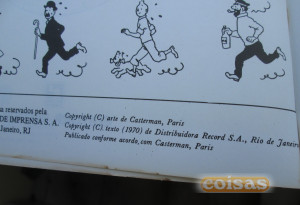 s reservados pela
DE IMPRENSA S. A.
Janeiro, RJ
Copyright (C) arte de Casterman, Paris
Copyright (C) texto (1970) de Distribuidora Record S.A., Rio de Janeiro
Publicado conforme acordo, com Casterman, Paris
coisas